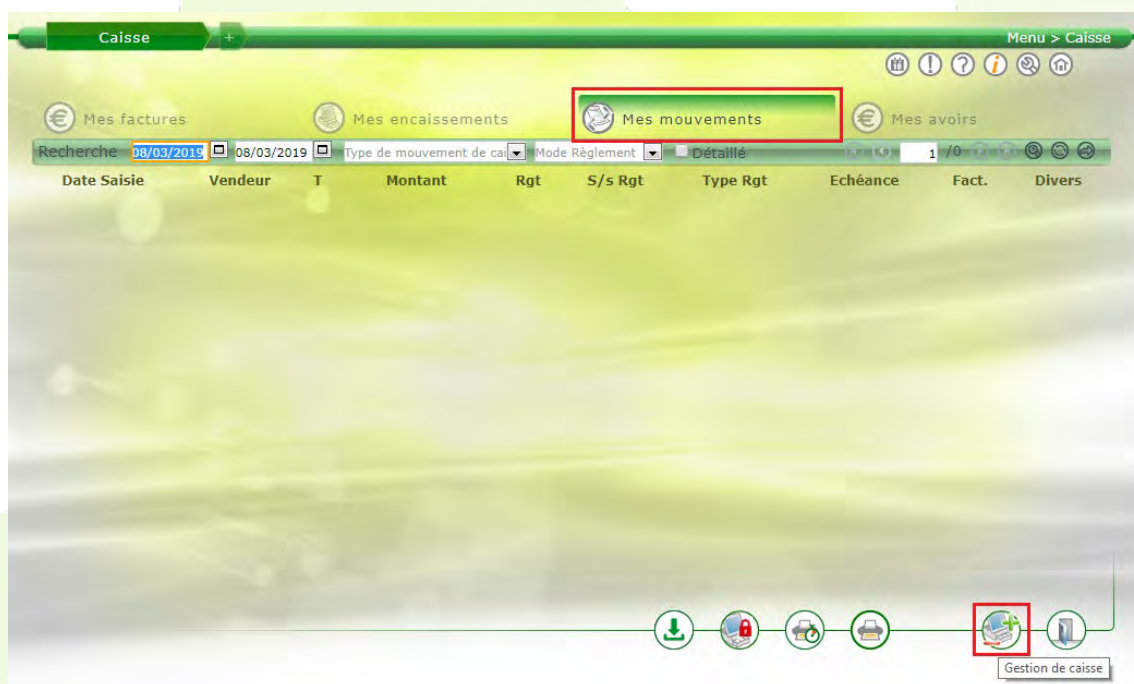 Caisse + Menu > Caisse
Mes factures Mes encaissements Mes mouvements Mes avoirs
Recherche 08/03/2019 08/03/2019 Type de mouvement de cai Mode Règlement Détaillé 1 /0
Date Saisie Vendeur T Montant Rgt S/s Rgt Type Rgt Echéance Fact. Divers
Gestion de caisse